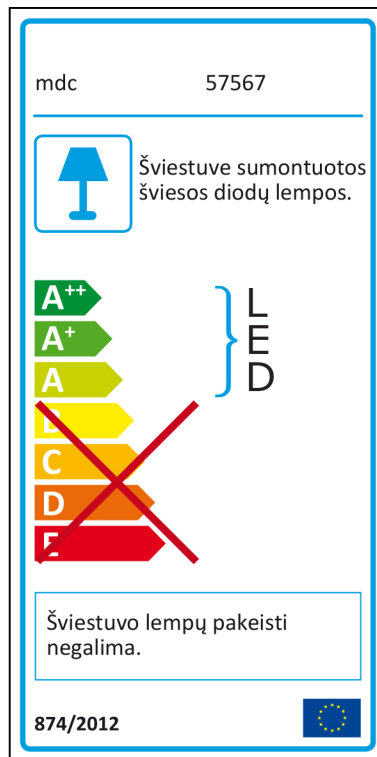 mdc 57567
Šviestuve sumontuotos
šviesos diodų lempos.
A++
A+
A
B
C
D
E
L
E
D
Šviestuvo lempų pakeisti
negalima.
874/2012